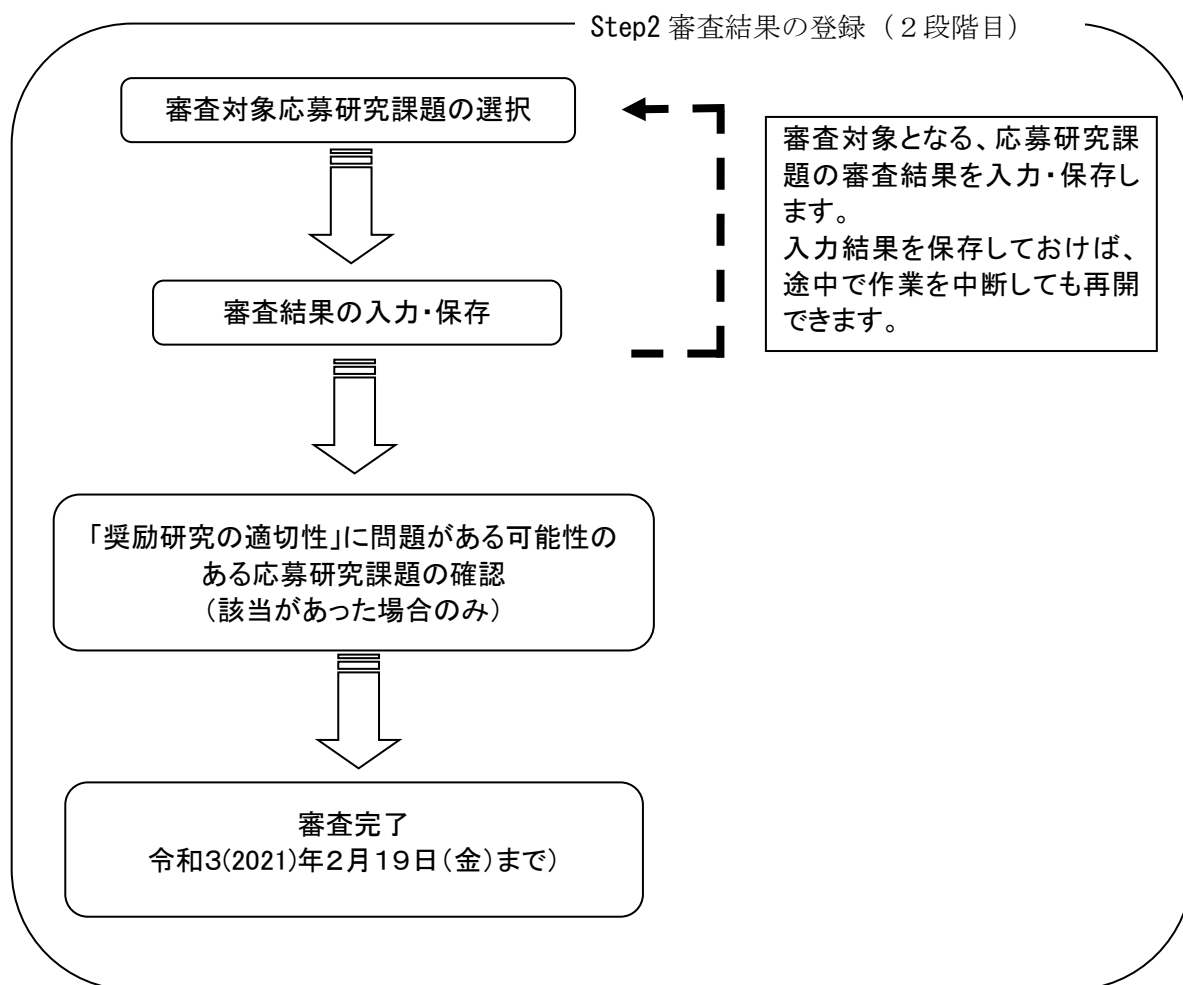 Step2 審査結果の登録（２段階目）
審査対象応募研究課題の選択
審査対象となる、応募研究課
題の審査結果を入力・保存し
ます。
入力結果を保存しておけば、
途中で作業を中断しても再開
できます。
審査結果の入力・保存
「奨励研究の適切性」に問題がある可能性の
ある応募研究課題の確認
（該当があった場合のみ）
審査完了
令和３(2021)年２月１９日（金）まで）